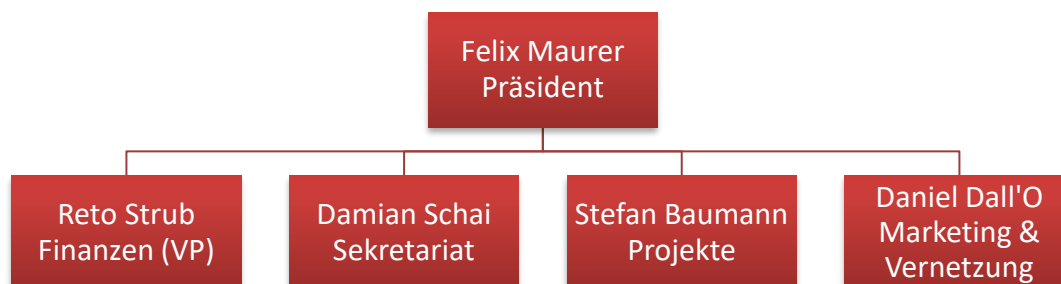 Felix Maurer
Präsident
Reto Strub
Finanzen (VP)
Damian Schai
Sekretariat
Stefan Baumann
Projekte
Daniel Dall'O
Marketing &
Vernetzung